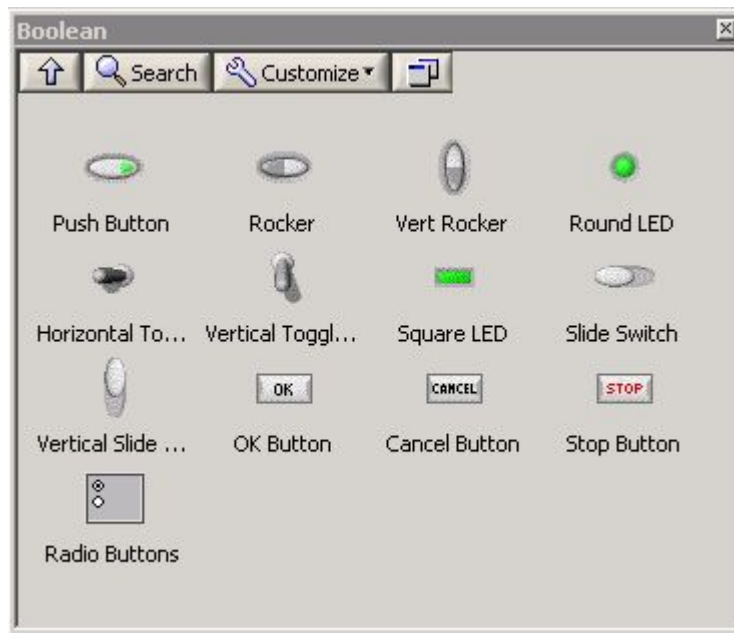 Boolean
Search Customize
Push Button Rocker Vert Rocker Round LED
Horizontal To... Vertical Toggl... Square LED Slide Switch
OK CANCEL STOP
Vertical Slide ... OK Button Cancel Button Stop Button
Radio Buttons